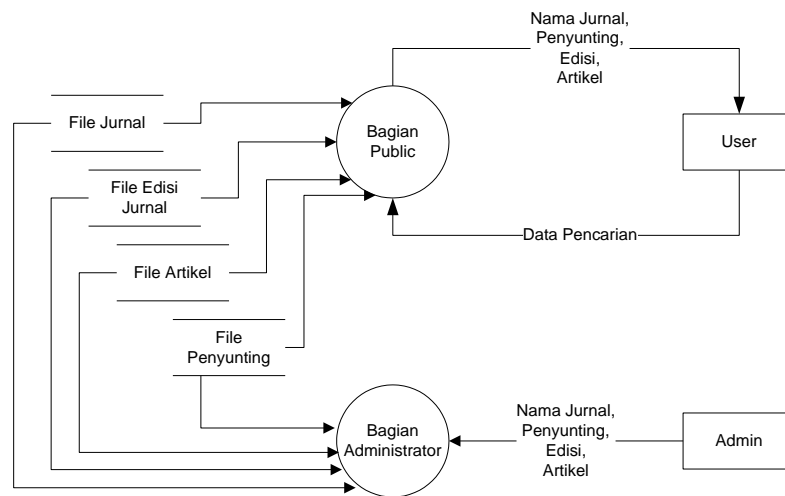 Nama Jurnal,
Penyunting,
Edisi,
Artikel
File Jurnal
Bagian
Public
User
File Edisi
Jurnal
Data Pencarian
File Artikel
File
Penyunting
Bagian
Administrator
Nama Jurnal,
Penyunting,
Edisi,
Artikel
Admin